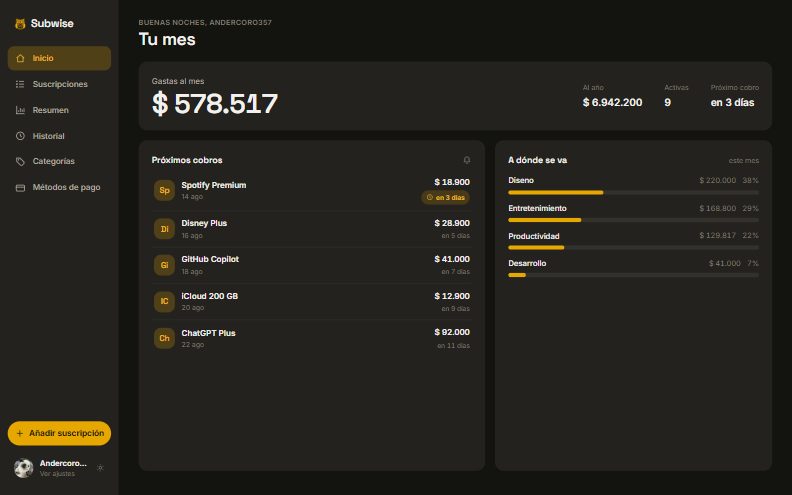 Subwise
Inicio
Suscripciones
Resumen
Historial
Categorías
Métodos de pago
Añadir suscripción
Andercoro...
Ver ajustes
BUENAS NOCHES, ANDERCORO357
Tu mes
Gastas al mes
$ 578.517
Al año
$ 6.942.200
Activas
9
Próximo cobro
en 3 días
Próximos cobros
Sp
Spotify Premium
14 ago
$ 18.900
en 3 días
Di
Disney Plus
16 ago
$ 28.900
en 5 días
Gi
GitHub Copilot
18 ago
$ 41.000
en 7 días
iC
iCloud 200 GB
20 ago
$ 12.900
en 9 días
Ch
ChatGPT Plus
22 ago
$ 92.000
en 11 días
A dónde se va
este mes
Diseno
$ 220.000 38%
Entretenimiento
$ 168.800 29%
Productividad
$ 129.817 22%
Desarrollo
$ 41.000 7%